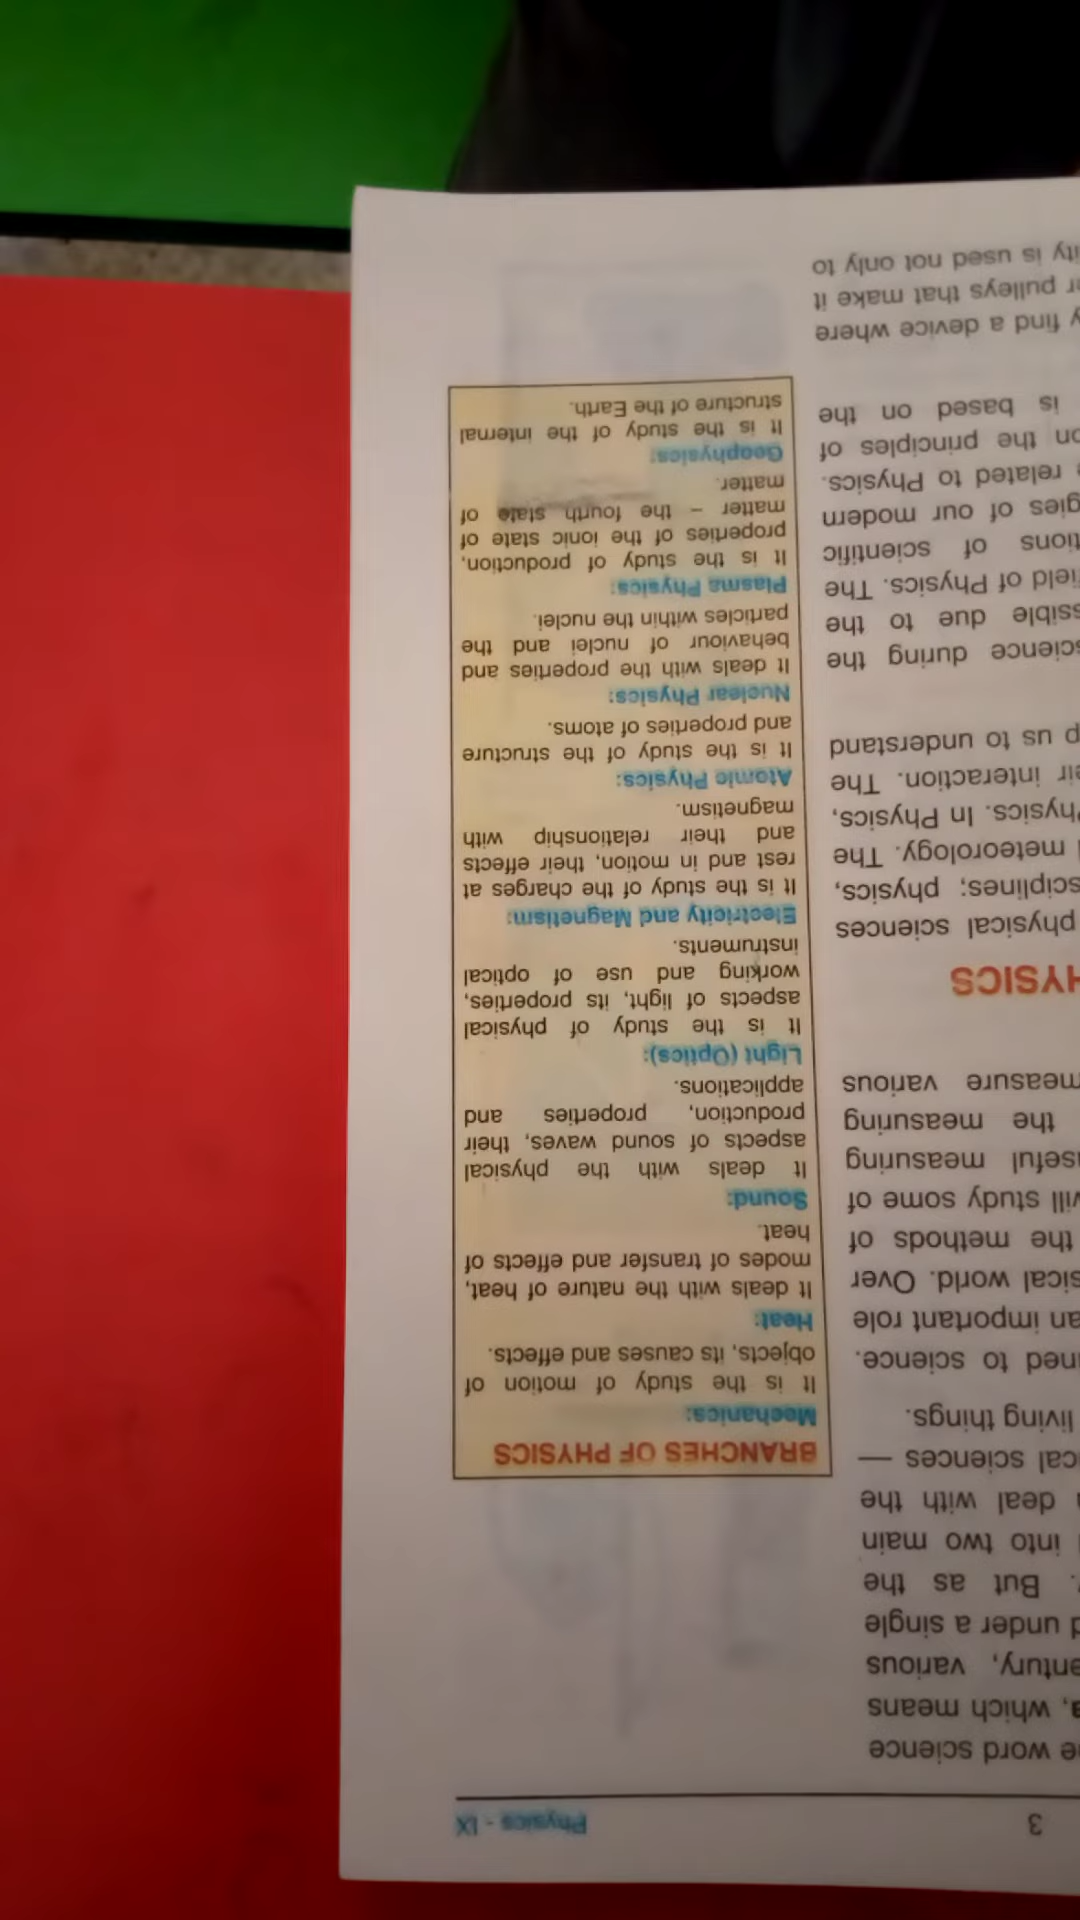 3
Physics - IX
e word science
, which means
entury, various
d under a single
. But as the
into two main
deal with the
cal sciences —
living things.
ned to science.
an important role
sical world. Over
the methods of
vill study some of
seful measuring
the measuring
measure various
HYSICS
physical sciences
sciplines; physics,
meteorology. The
Physics. In Physics,
eir interaction. The
p us to understand
science during the
ssible due to the
ield of Physics. The
tions of scientific
gies of our modern
related to Physics.
on the principles of
is based on the
y find a device where
r pulleys that make it
ity is used not only to
BRANCHES OF PHYSICS
Mechanics:
It is the study of motion of
objects, its causes and effects.
Heat:
It deals with the nature of heat,
modes of transfer and effects of
heat.
Sound:
It deals with the physical
aspects of sound waves, their
production, properties and
applications.
Light (Optics):
It is the study of physical
aspects of light, its properties,
working and use of optical
instruments.
Electricity and Magnetism:
It is the study of the charges at
rest and in motion, their effects
and their relationship with
magnetism.
Atomic Physics:
It is the study of the structure
and properties of atoms.
Nuclear Physics:
It deals with the properties and
behaviour of nuclei and the
particles within the nuclei.
Plasma Physics:
It is the study of production,
properties of the ionic state of
matter – the fourth state of
matter.
Geophysics:
It is the study of the internal
structure of the Earth.